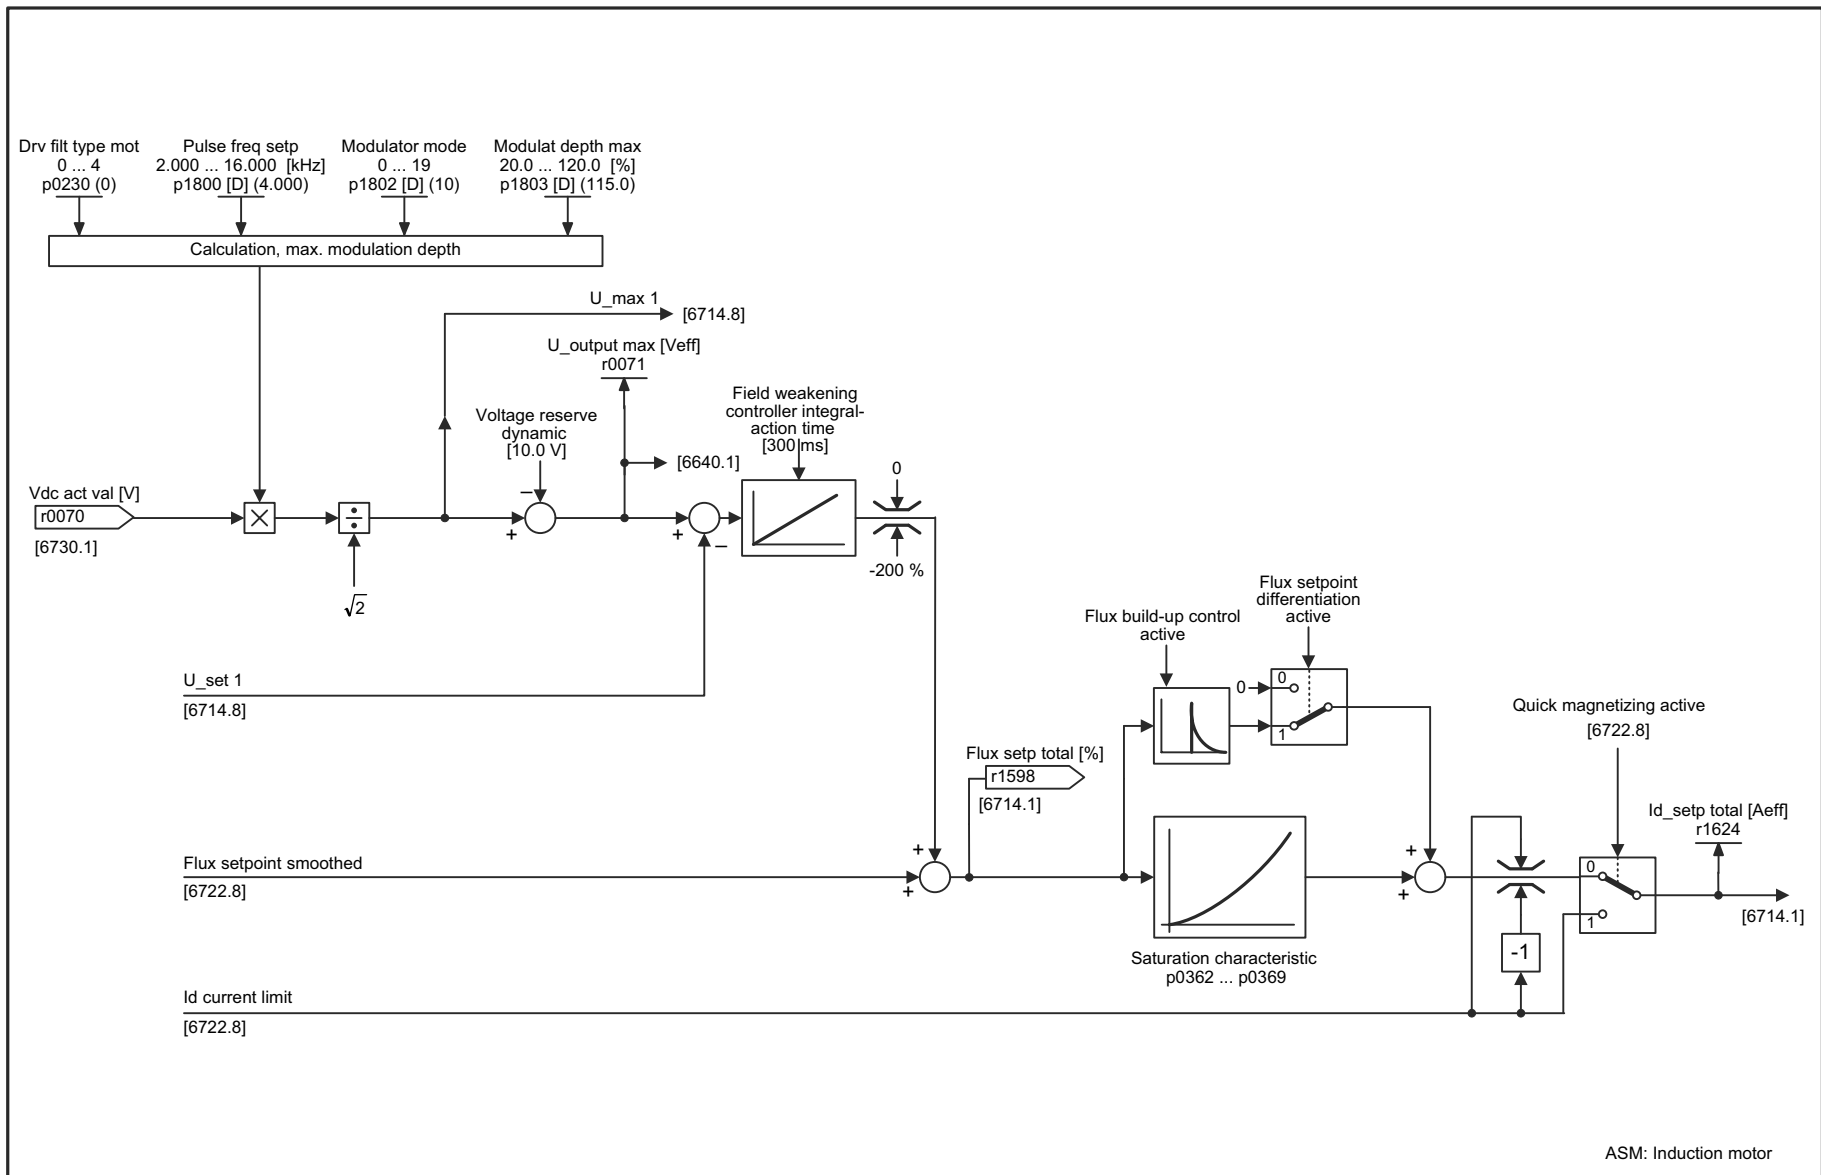 Drv filt type mot
0 ... 4
p0230 (0)
Pulse freq setp
2.000 ... 16.000 [kHz]
p1800 [D] (4.000)
Modulator mode
0 ... 19
p1802 [D] (10)
Modulat depth max
20.0 ... 120.0 [%]
p1803 [D] (115.0)
Calculation, max. modulation depth
U_max 1
[6714.8]
U_output max [Veff]
r0071
Field weakening
controller integral-
action time
[300 ms]
Voltage reserve
dynamic
[10.0 V]
[6640.1]
0
-200 %
Vdc act val [V]
r0070
[6730.1]
×
÷
√2
+
–
+
–
U_set 1
[6714.8]
Flux build-up control
active
Flux setpoint
differentiation
active
0
0
1
Quick magnetizing active
[6722.8]
Flux setp total [%]
r1598
[6714.1]
Id_setp total [Aeff]
r1624
Flux setpoint smoothed
[6722.8]
+
+
+
+
0
1
[6714.1]
-1
Saturation characteristic
p0362 ... p0369
Id current limit
[6722.8]
ASM: Induction motor